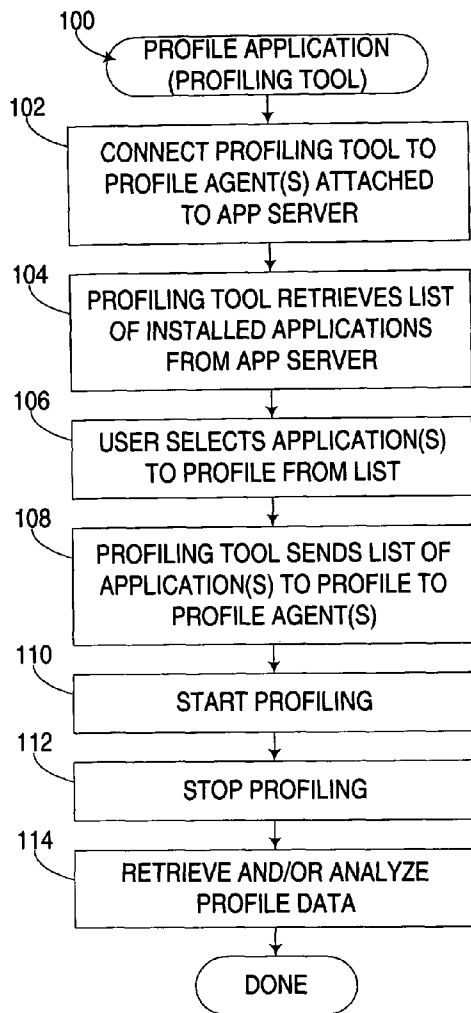 100
PROFILE APPLICATION
(PROFILING TOOL)
102
CONNECT PROFILING TOOL TO
PROFILE AGENT(S) ATTACHED
TO APP SERVER
104
PROFILING TOOL RETRIEVES LIST
OF INSTALLED APPLICATIONS
FROM APP SERVER
106
USER SELECTS APPLICATION(S)
TO PROFILE FROM LIST
108
PROFILING TOOL SENDS LIST OF
APPLICATION(S) TO PROFILE TO
PROFILE AGENT(S)
110
START PROFILING
112
STOP PROFILING
114
RETRIEVE AND/OR ANALYZE
PROFILE DATA
DONE